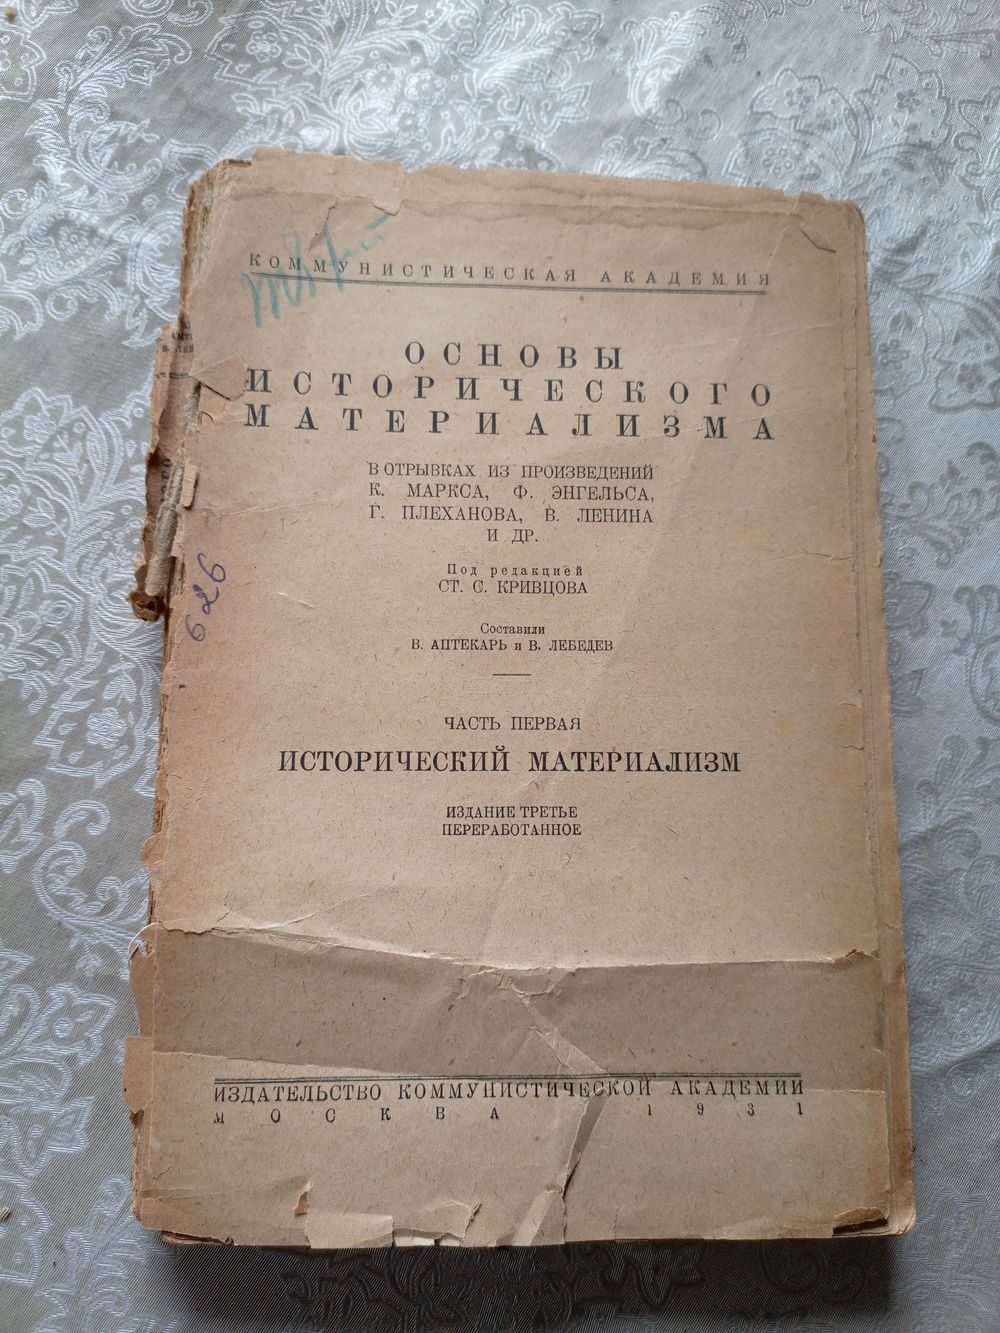 КОММУНИСТИЧЕСКАЯ АКАДЕМИЯ
ОСНОВЫ
ИСТОРИЧЕСКОГО
МАТЕРИАЛИЗМА
В ОТРЫВКАХ ИЗ ПРОИЗВЕДЕНИЙ
К. МАРКСА, Ф. ЭНГЕЛЬСА,
Г. ПЛЕХАНОВА, В. ЛЕНИНА
И ДР.
Под редакцией
СТ. С. КРИВЦОВА
626
Составили
В. АПТЕКАРЬ и В. ЛЕБЕДЕВ
ЧАСТЬ ПЕРВАЯ
ИСТОРИЧЕСКИЙ МАТЕРИАЛИЗМ
ИЗДАНИЕ ТРЕТЬЕ
ПЕРЕРАБОТАННОЕ
ИЗДАТЕЛЬСТВО КОММУНИСТИЧЕСКОЙ АКАДЕМИИ
МОСКВА 1931